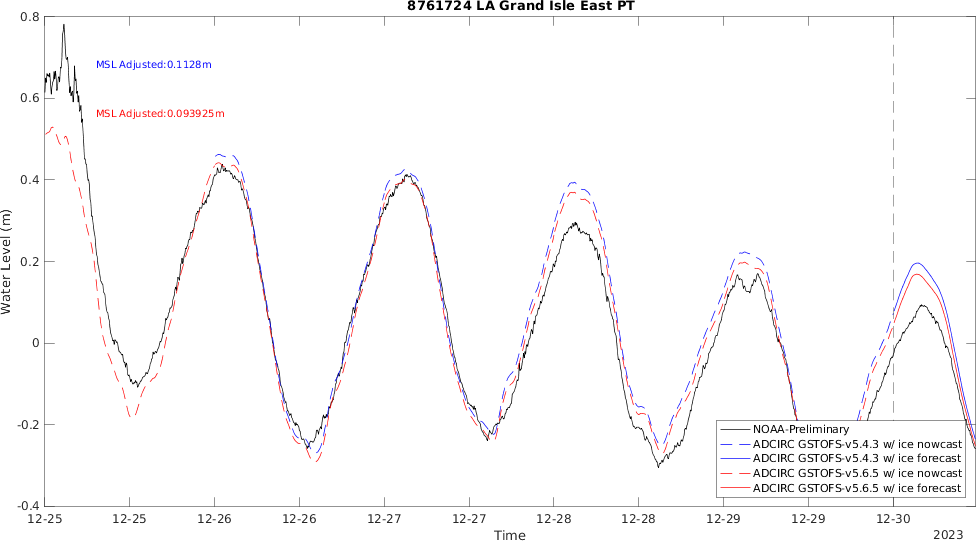 8761724 LA Grand Isle East PT
MSL Adjusted:0.1128m
MSL Adjusted:0.093925m
Water Level (m)
0.8
0.6
0.4
0.2
0
-0.2
-0.4
NOAA-Preliminary
ADCIRC GSTOFS-v5.4.3 w/ ice nowcast
ADCIRC GSTOFS-v5.4.3 w/ ice forecast
ADCIRC GSTOFS-v5.6.5 w/ ice nowcast
ADCIRC GSTOFS-v5.6.5 w/ ice forecast
12-25 12-25 12-26 12-26 12-27 12-27 12-28 12-28 12-29 12-29 12-30
Time
2023